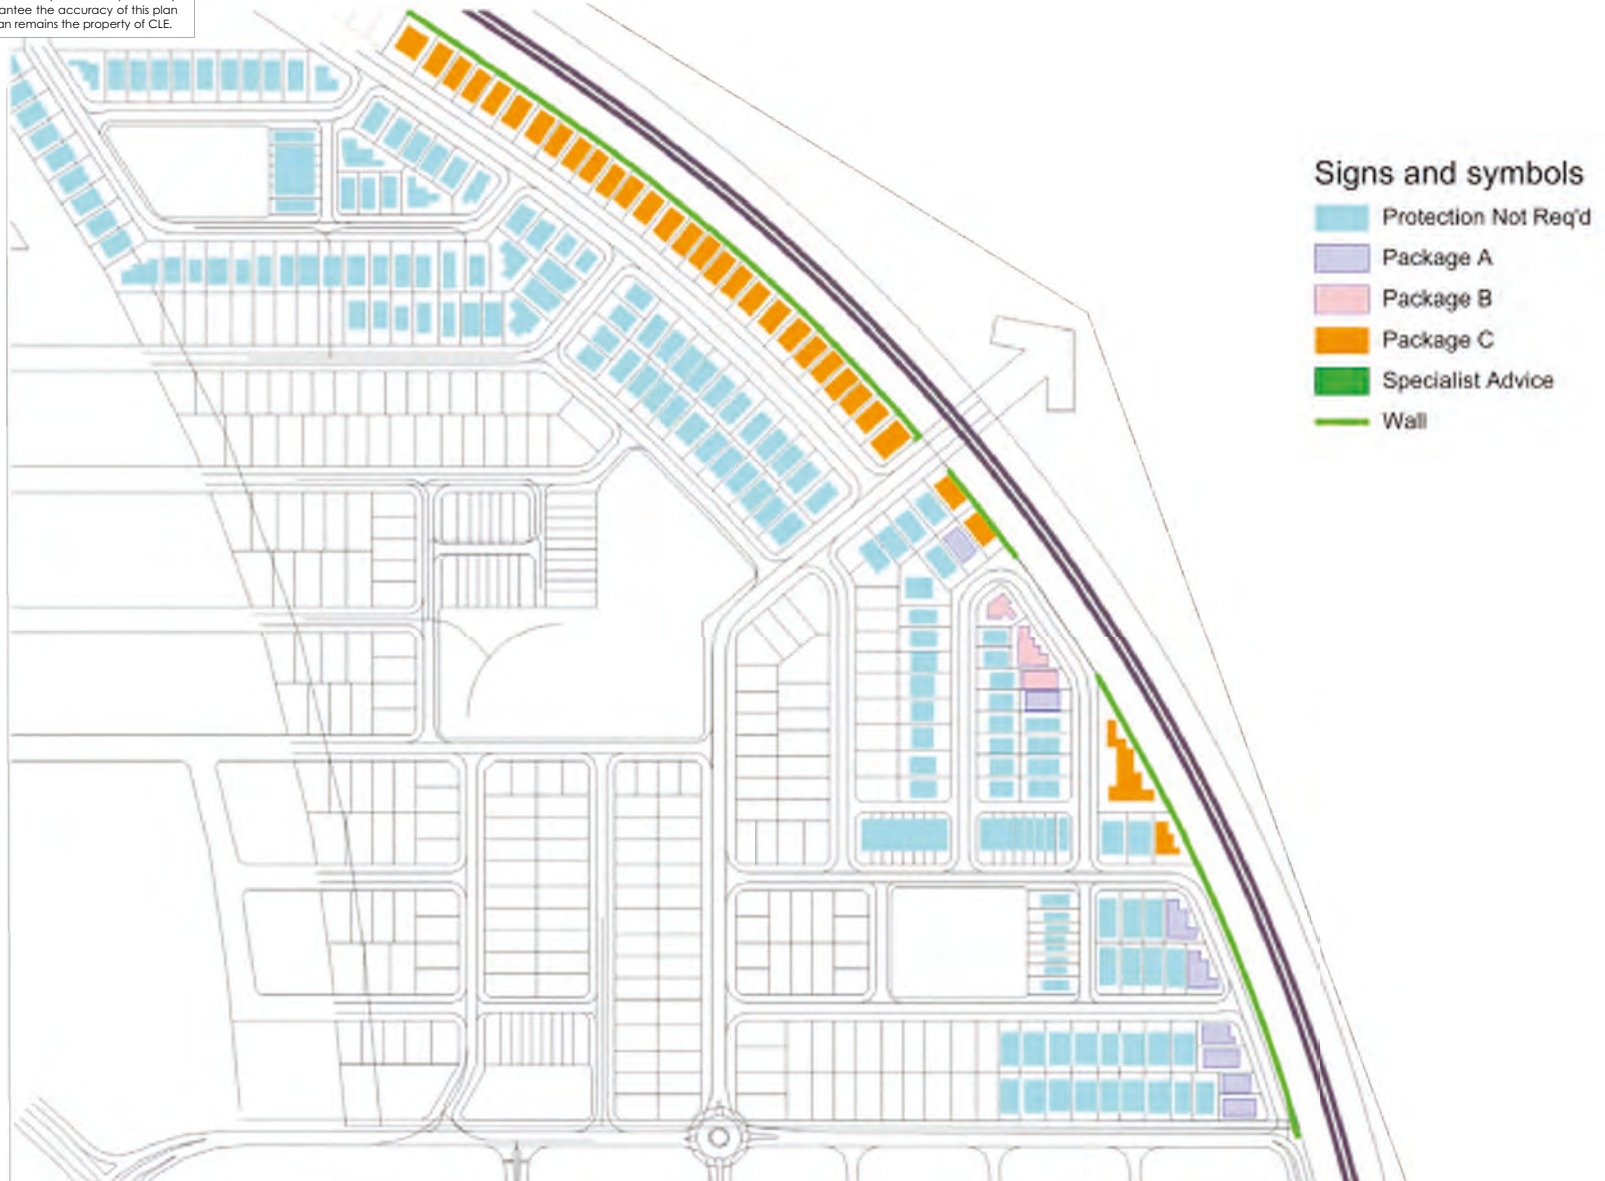 antee the accuracy of this plan
an remains the property of CLE.
Signs and symbols
Protection Not Req'd
Package A
Package B
Package C
Specialist Advice
Wall